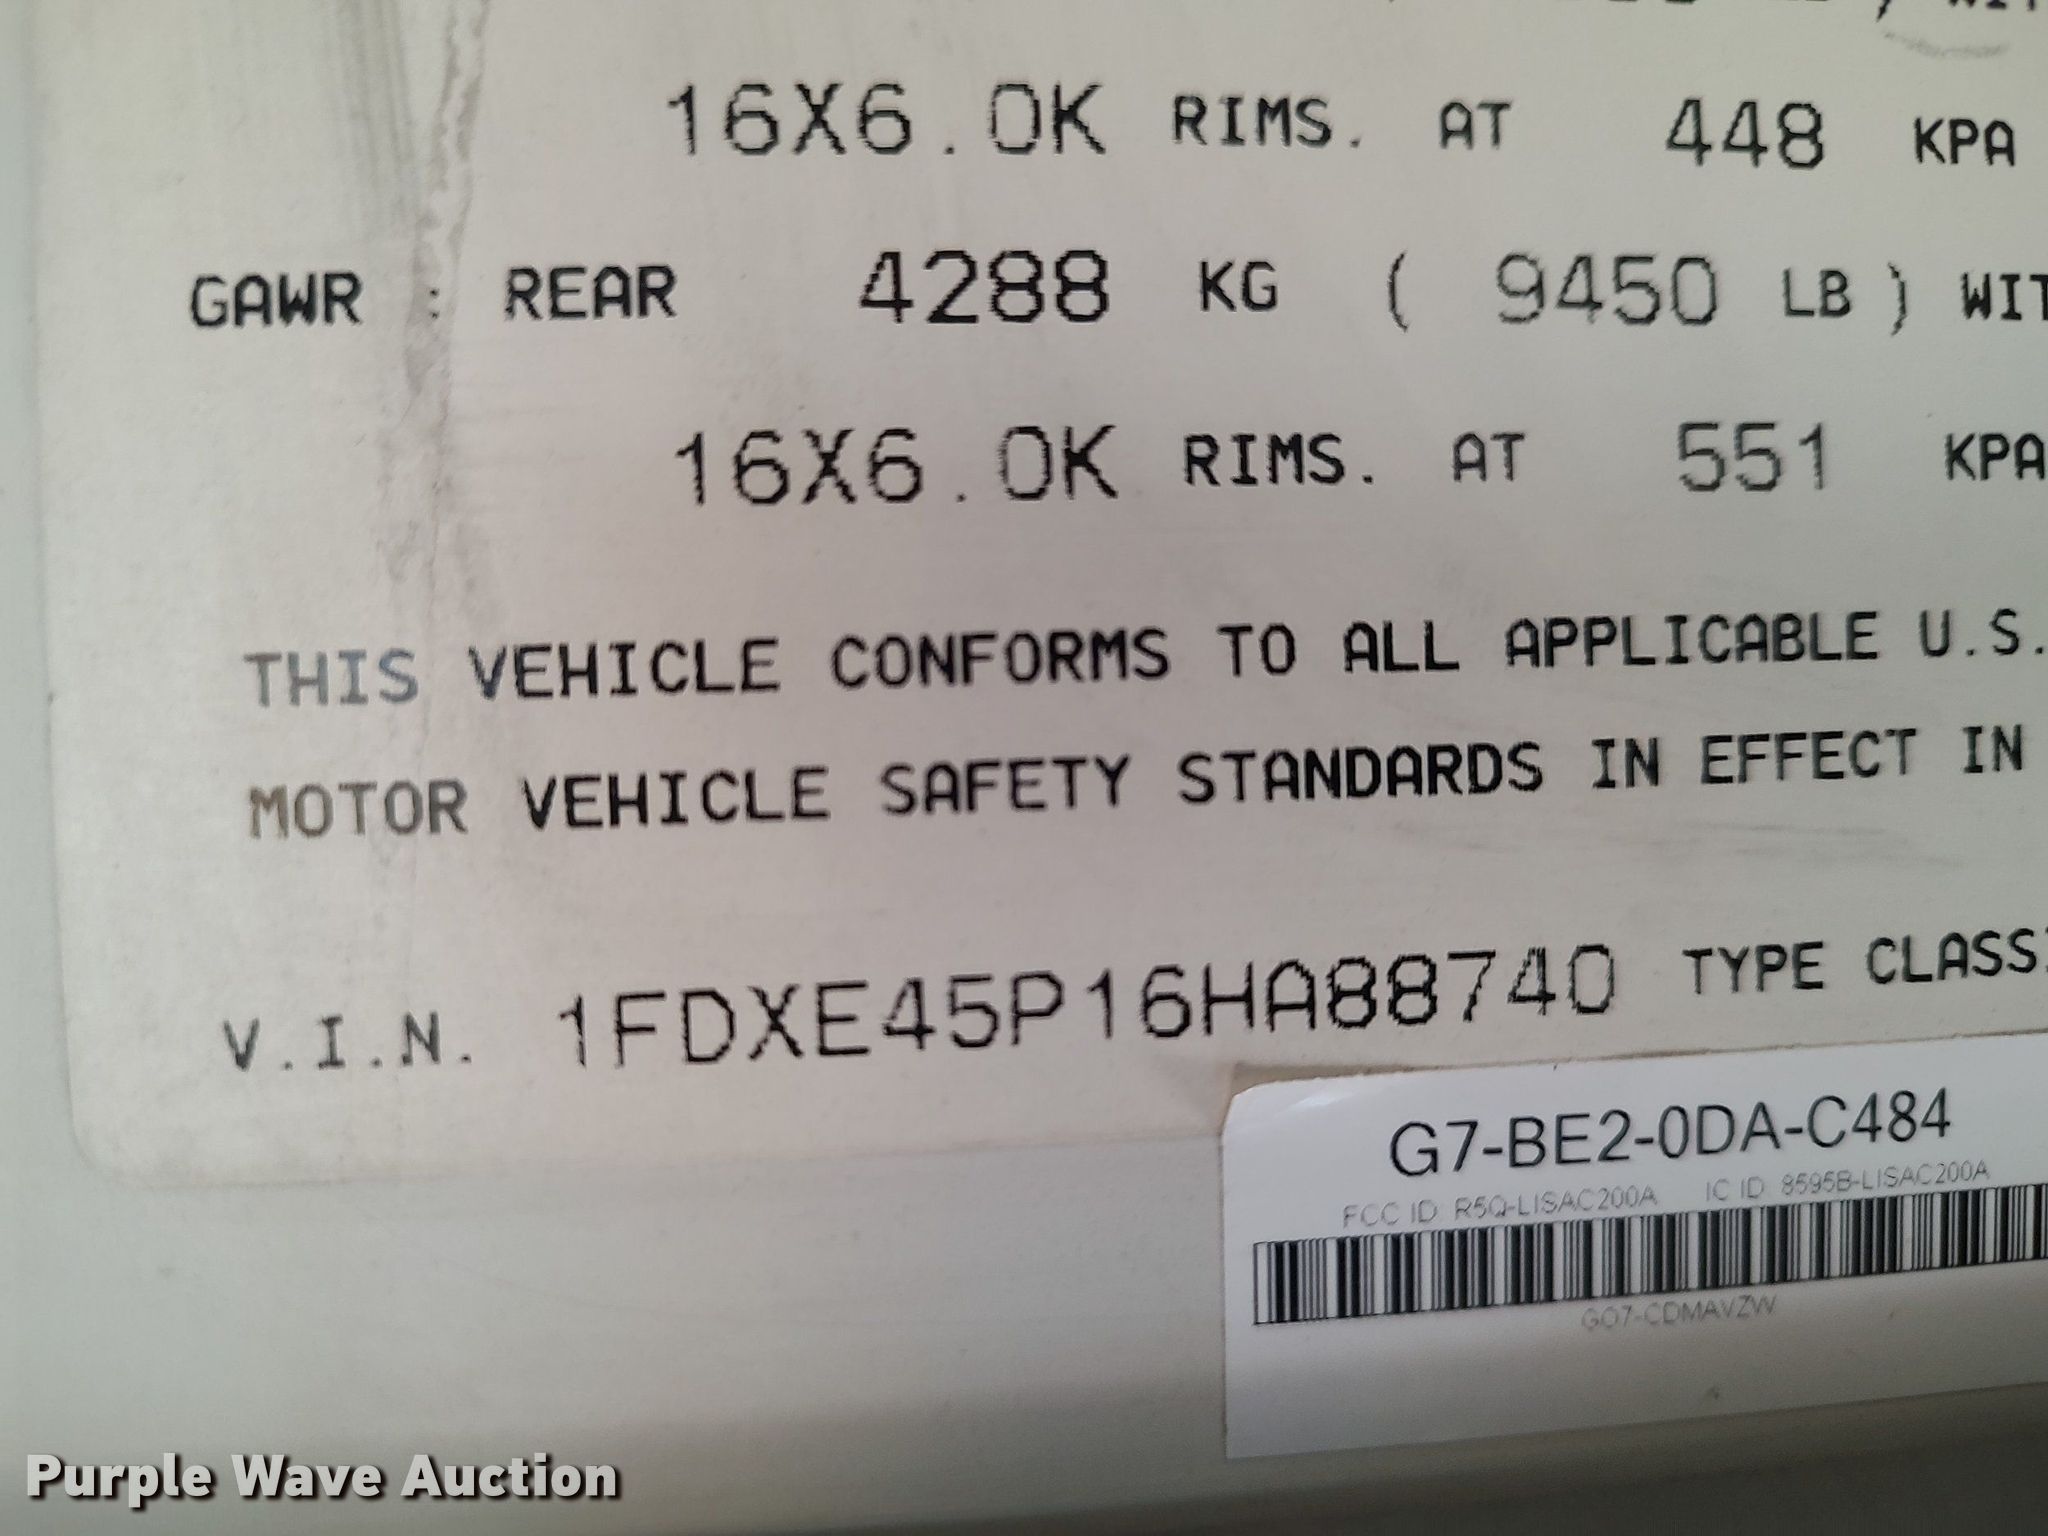 16X6.0K RIMS. AT 448 KPA
GAWR : REAR 4288 KG ( 9450 LB ) WIT
16X6.0K RIMS. AT 551 KPA
THIS VEHICLE CONFORMS TO ALL APPLICABLE U.S.
MOTOR VEHICLE SAFETY STANDARDS IN EFFECT IN
V.I.N. 1FDXE45P16HA88740 TYPE CLASSI
G7-BE2-0DA-C484
FCC ID: R5Q-LISAC200A IC ID: 8595B-LISAC200A
GO7-CDMAVZW
Purple Wave Auction